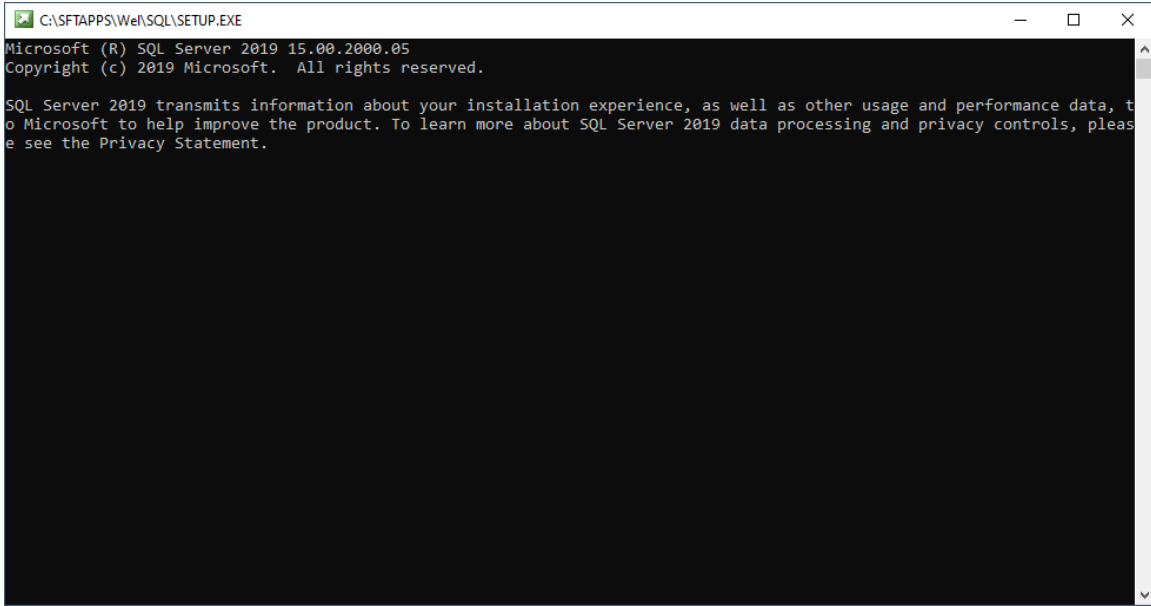 C:\SFTAPPS\Wel\SQL\SETUP.EXE
Microsoft (R) SQL Server 2019 15.00.2000.05
Copyright (c) 2019 Microsoft.  All rights reserved.
SQL Server 2019 transmits information about your installation experience, as well as other usage and performance data, t
o Microsoft to help improve the product. To learn more about SQL Server 2019 data processing and privacy controls, pleas
e see the Privacy Statement.